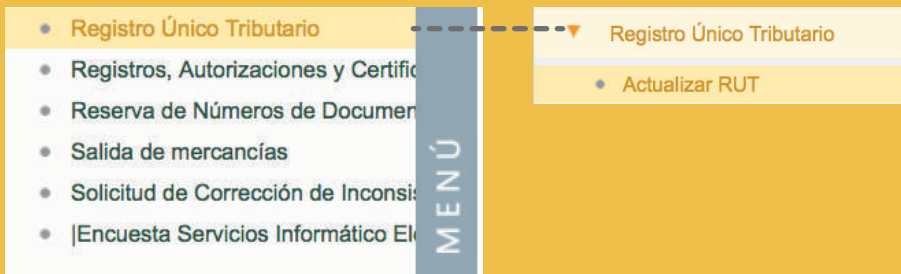 Registro Único Tributario
Registros, Autorizaciones y Certific
Reserva de Números de Documen
Salida de mercancías
Solicitud de Corrección de Inconsis
|Encuesta Servicios Informático Ele
MENÚ
Registro Único Tributario
Actualizar RUT